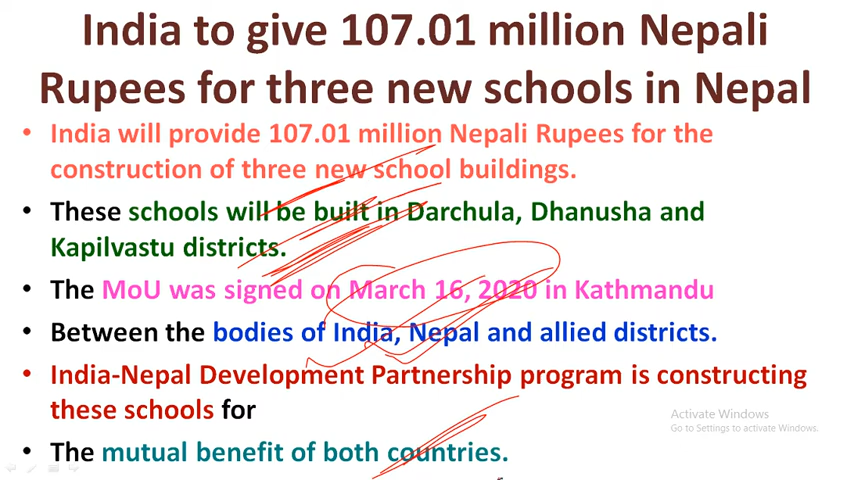 India to give 107.01 million Nepali
Rupees for three new schools in Nepal
• India will provide 107.01 million Nepali Rupees for the
construction of three new school buildings.
• These schools will be built in Darchula, Dhanusha and
Kapilvastu districts.
• The MoU was signed on March 16, 2020 in Kathmandu
• Between the bodies of India, Nepal and allied districts.
• India-Nepal Development Partnership program is constructing
these schools for
• The mutual benefit of both countries.
Activate Windows
Go to Settings to activate Windows.